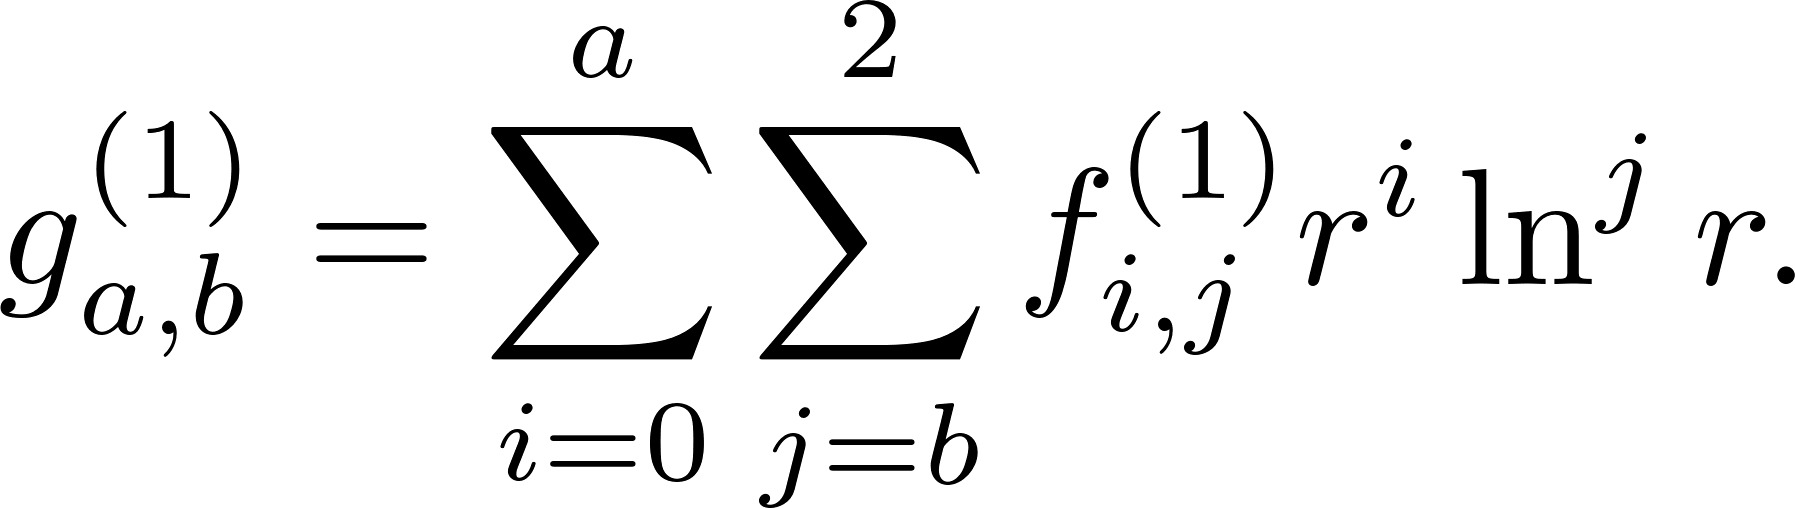 g_{a,b}^{(1)} = \sum_{i=0}^{a} \sum_{j=b}^{2} f_{i,j}^{(1)} r^i \ln^j r.